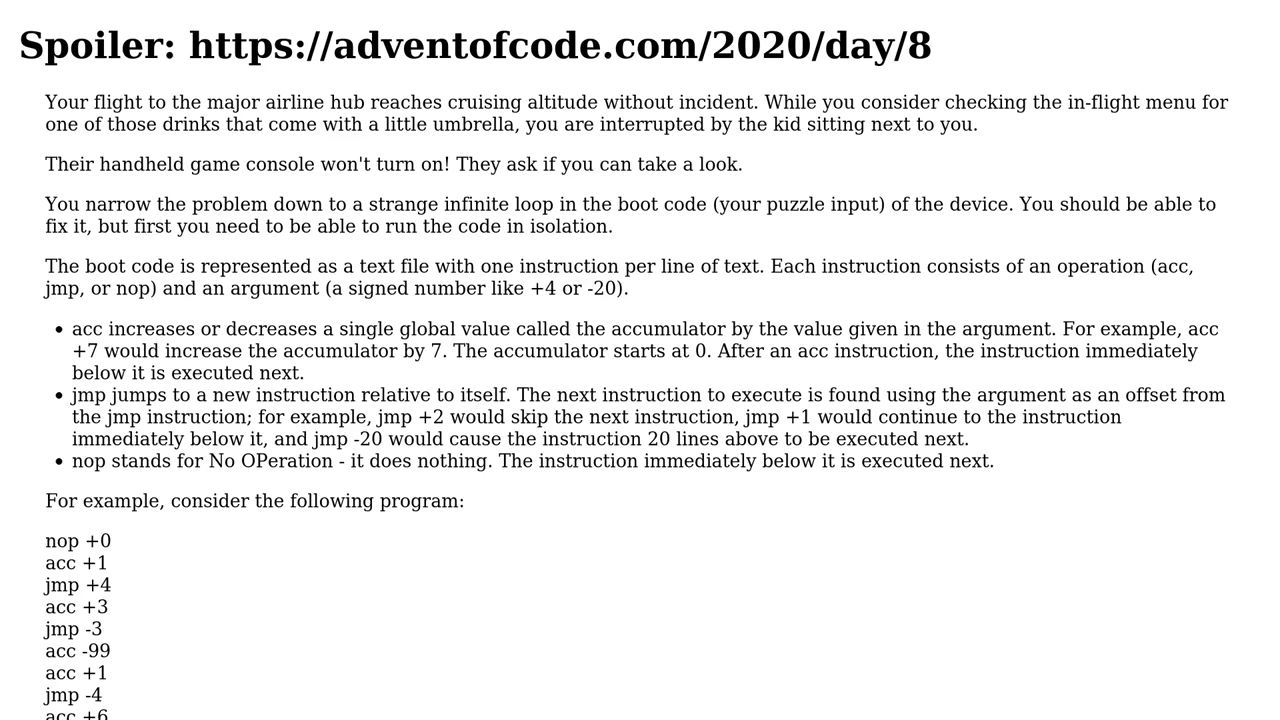 Spoiler: https://adventofcode.com/2020/day/8
Your flight to the major airline hub reaches cruising altitude without incident. While you consider checking the in-flight menu for
one of those drinks that come with a little umbrella, you are interrupted by the kid sitting next to you.
Their handheld game console won't turn on! They ask if you can take a look.
You narrow the problem down to a strange infinite loop in the boot code (your puzzle input) of the device. You should be able to
fix it, but first you need to be able to run the code in isolation.
The boot code is represented as a text file with one instruction per line of text. Each instruction consists of an operation (acc,
jmp, or nop) and an argument (a signed number like +4 or -20).
• acc increases or decreases a single global value called the accumulator by the value given in the argument. For example, acc
+7 would increase the accumulator by 7. The accumulator starts at 0. After an acc instruction, the instruction immediately
below it is executed next.
• jmp jumps to a new instruction relative to itself. The next instruction to execute is found using the argument as an offset from
the jmp instruction; for example, jmp +2 would skip the next instruction, jmp +1 would continue to the instruction
immediately below it, and jmp -20 would cause the instruction 20 lines above to be executed next.
• nop stands for No OPeration - it does nothing. The instruction immediately below it is executed next.
For example, consider the following program:
nop +0
acc +1
jmp +4
acc +3
jmp -3
acc -99
acc +1
jmp -4
acc +6